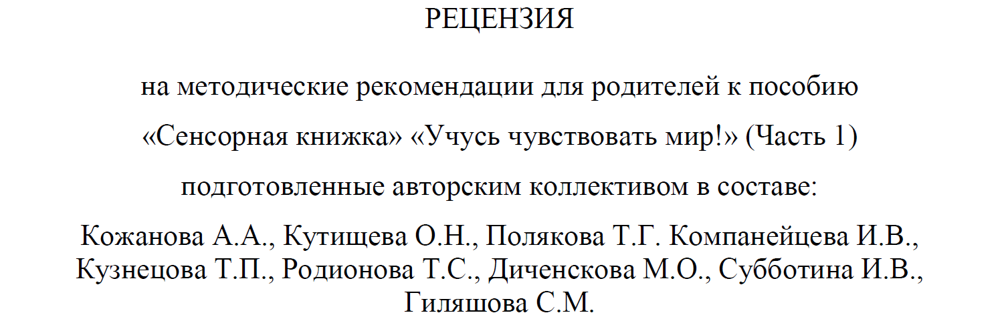 РЕЦЕНЗИЯ
на методические рекомендации для родителей к пособию
«Сенсорная книжка» «Учусь чувствовать мир!» (Часть 1)
подготовленные авторским коллективом в составе:
Кожанова А.А., Кутищева О.Н., Полякова Т.Г. Компанейцева И.В.,
Кузнецова Т.П., Родионова Т.С., Диченскова М.О., Субботина И.В.,
Гиляшова С.М.